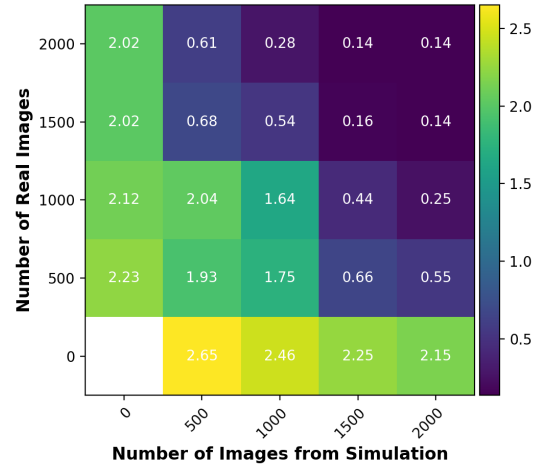 2000 2.02 0.61 0.28 0.14 0.14
1500 2.02 0.68 0.54 0.16 0.14
1000 2.12 2.04 1.64 0.44 0.25
500 2.23 1.93 1.75 0.66 0.55
0 2.65 2.46 2.25 2.15
0 500 1000 1500 2000
Number of Real Images
Number of Images from Simulation
2.5
2.0
1.5
1.0
0.5